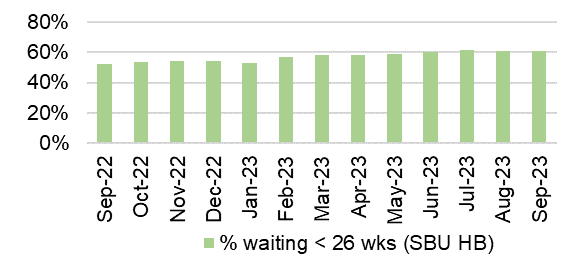 80%
60%
40%
20%
0%
Sep-22
Oct-22
Nov-22
Dec-22
Jan-23
Feb-23
Mar-23
Apr-23
May-23
Jun-23
Jul-23
Aug-23
Sep-23
% waiting < 26 wks (SBU HB)